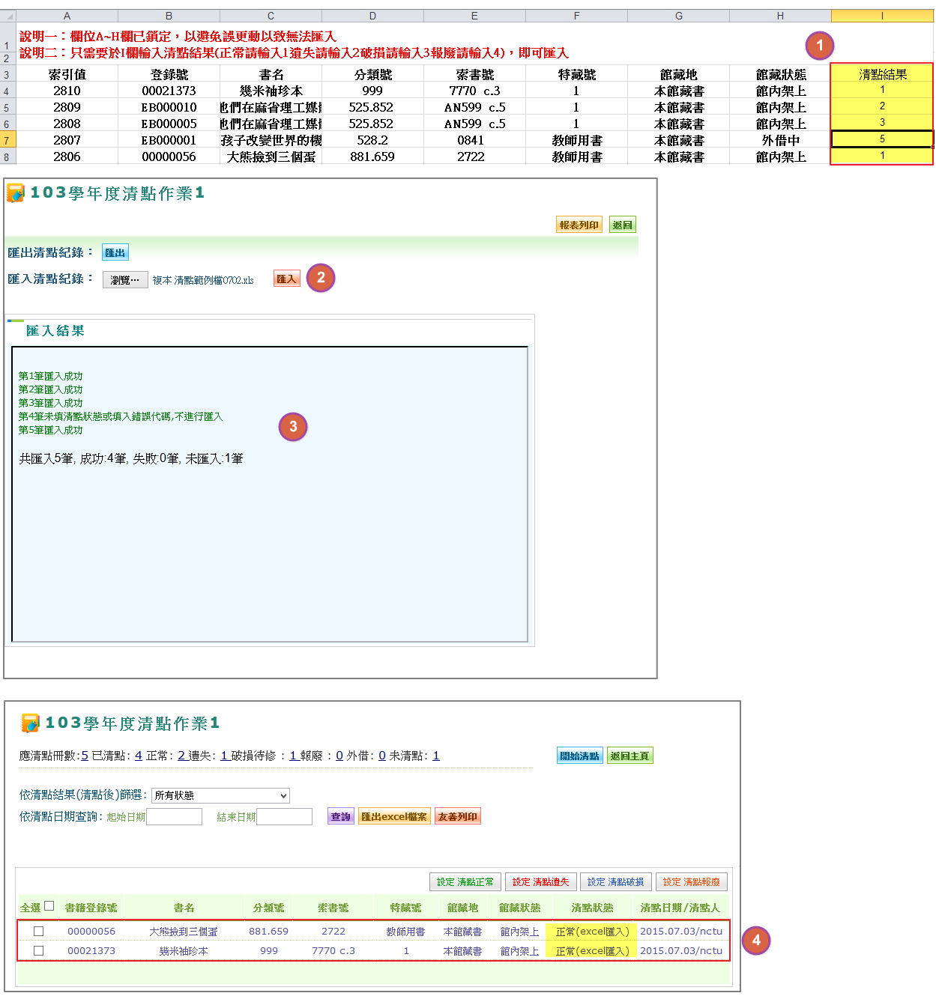 A B C D E F G H I
1 說明一：欄位A~H欄已鎖定，以避免誤更動以致無法匯入
2 說明二：只需要於I欄輸入清點結果(正常請輸入1遺失請輸入2破損請輸入3報廢請輸入4)，即可匯入
1
3 索引值 登錄號 書名 分類號 索書號 特藏號 館藏地 館藏狀態 清點結果
4 2810 00021373 幾米袖珍本 999 7770 c.3 1 本館藏書 館內架上 1
5 2809 EB000010 他們在麻省理工媒體 525.852 AN599 c.5 1 本館藏書 館內架上 2
6 2808 EB000005 他們在麻省理工媒體 525.852 AN599 c.5 1 本館藏書 館內架上 3
7 2807 EB000001 孩子改變世界的機 528.2 0841 教師用書 本館藏書 外借中 5
8 2806 00000056 大熊撿到三個蛋 881.659 2722 教師用書 本館藏書 館內架上 1
103學年度清點作業1
報表列印 返回
匯出清點紀錄： 匯出
匯入清點紀錄： 瀏覽… 複本 清點範例檔0702.xls 匯入 2
匯入結果
第1筆匯入成功
第2筆匯入成功
第3筆匯入成功
第4筆未填清點狀態或填入錯誤代碼,不進行匯入
第5筆匯入成功
3
共匯入5筆, 成功:4筆, 失敗:0筆, 未匯入:1筆
103學年度清點作業1
應清點冊數:5 已清點: 4 正常: 2 遺失: 1 破損待修 : 1 報廢 : 0 外借: 0 未清點: 1
開始清點 返回主頁
依清點結果(清點後)篩選: 所有狀態
依清點日期查詢: 起始日期 結束日期 查詢 匯出excel檔案 友善列印
設定 清點正常 設定 清點遺失 設定 清點破損 設定 清點報廢
全選 書籍登錄號 書名 分類號 索書號 特藏號 館藏地 館藏狀態 清點狀態 清點日期/清點人
00000056 大熊撿到三個蛋 881.659 2722 教師用書 本館藏書 館內架上 正常(excel匯入) 2015.07.03/nctu
00021373 幾米袖珍本 999 7770 c.3 1 本館藏書 館內架上 正常(excel匯入) 2015.07.03/nctu
4